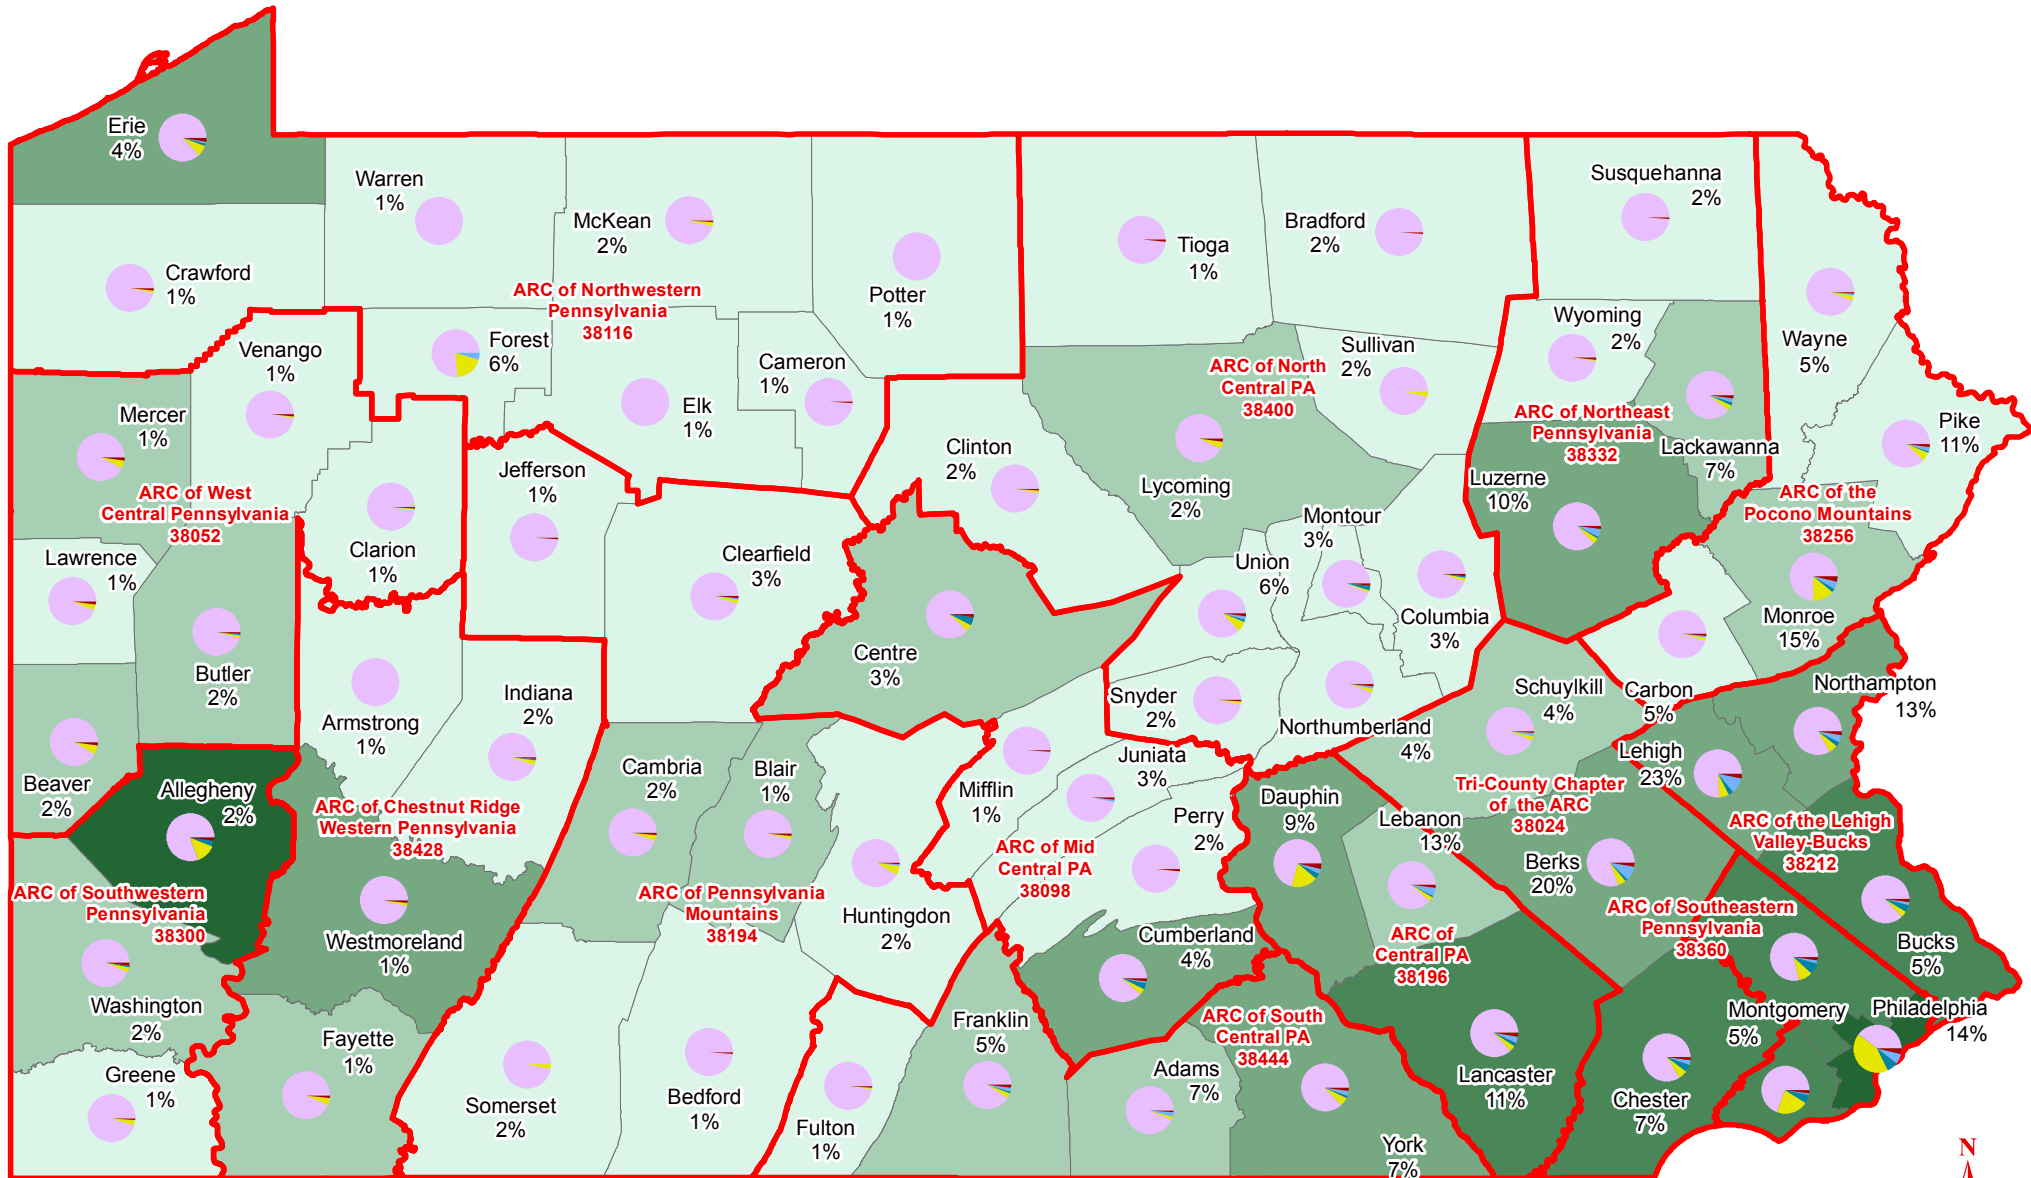 Erie
4%
Warren
1%
McKean
2%
Susquehanna
2%
Crawford
1%
Potter
1%
Tioga
1%
Bradford
2%
ARC of Northwestern
Pennsylvania
38116
Wayne
5%
Venango
1%
Forest
6%
Cameron
1%
Wyoming
2%
Sullivan
2%
ARC of North
Central PA
38400
Mercer
1%
Elk
1%
ARC of Northeast
Pennsylvania
38332
Lackawanna
7%
Pike
11%
Jefferson
1%
Clinton
2%
Lycoming
2%
Luzerne
10%
ARC of West
Central Pennsylvania
38052
ARC of the
Pocono Mountains
38256
Clarion
1%
Clearfield
3%
Montour
3%
Lawrence
1%
Union
6%
Columbia
3%
Monroe
15%
Butler
2%
Centre
3%
Indiana
2%
Snyder
2%
Schuylkill
4%
Carbon
5%
Northampton
13%
Armstrong
1%
Northumberland
4%
Beaver
2%
Allegheny
2%
Cambria
2%
Blair
1%
Mifflin
1%
Juniata
3%
Lehigh
23%
ARC of Chestnut Ridge
Western Pennsylvania
38428
Dauphin
9%
Tri-County Chapter
of the ARC
38024
Perry
2%
Lebanon
13%
ARC of the Lehigh
Valley-Bucks
38212
ARC of Mid
Central PA
38098
Berks
20%
ARC of Southwestern
Pennsylvania
38300
ARC of Pennsylvania
Mountains
38194
Huntingdon
2%
ARC of Southeastern
Pennsylvania
38360
Westmoreland
1%
Cumberland
4%
ARC of
Central PA
38196
Bucks
5%
Washington
2%
Fayette
1%
Franklin
5%
ARC of South
Central PA
38444
Montgomery
5%
Philadelphia
14%
Greene
1%
Somerset
2%
Bedford
1%
Fulton
1%
Adams
7%
Lancaster
11%
Chester
7%
York
7%
N